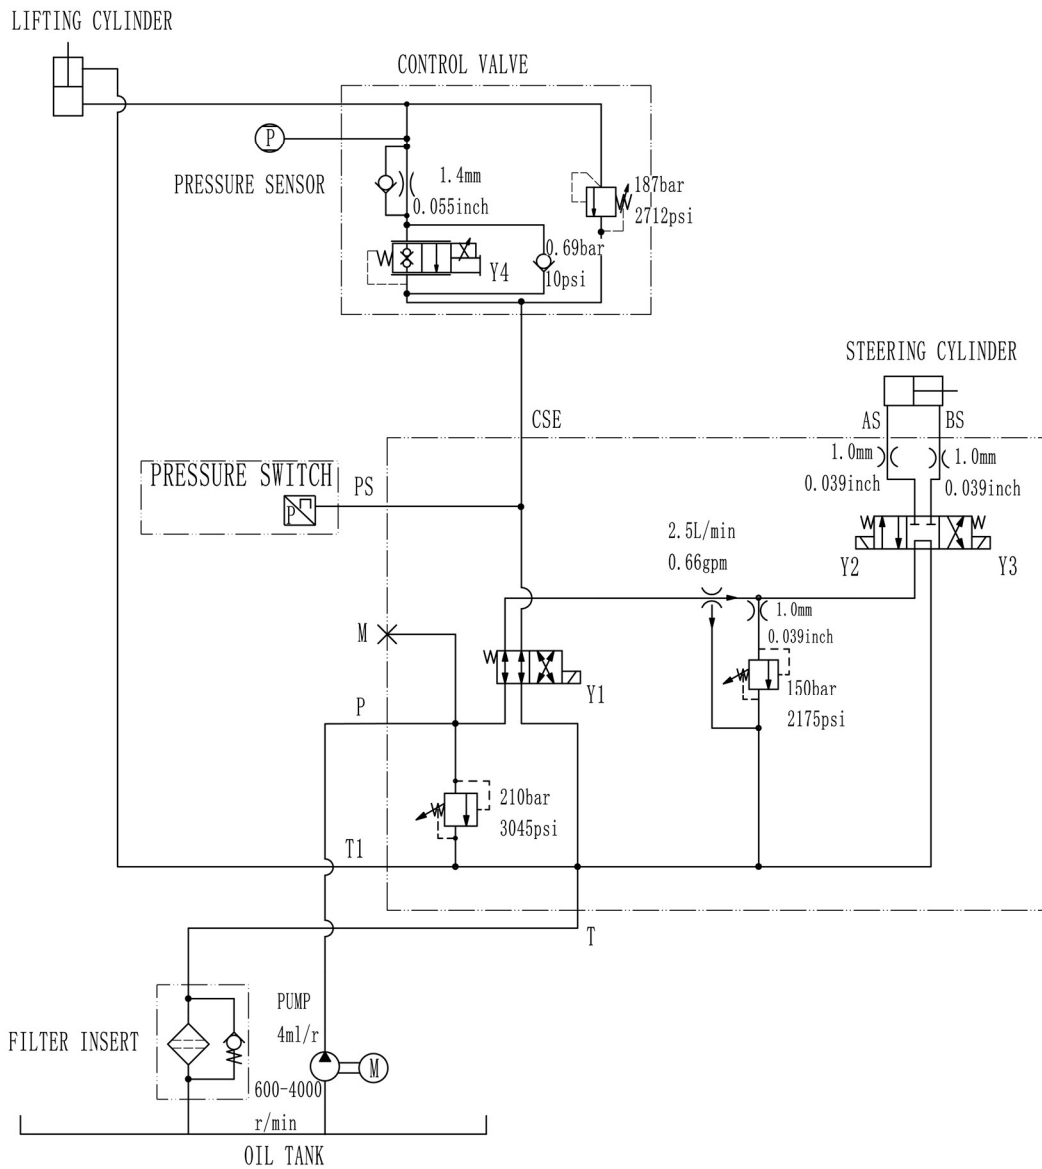 LIFTING CYLINDER
CONTROL VALVE
P
PRESSURE SENSOR
1.4mm
0.055inch
187bar
2712psi
0.69bar
10psi
Y4
STEERING CYLINDER
CSE
AS
BS
1.0mm
0.039inch
1.0mm
0.039inch
PRESSURE SWITCH
P
PS
2.5L/min
0.66gpm
Y2
Y3
M
1.0mm
0.039inch
150bar
2175psi
Y1
P
210bar
3045psi
T1
T
PUMP
4ml/r
FILTER INSERT
M
600-4000
r/min
OIL TANK